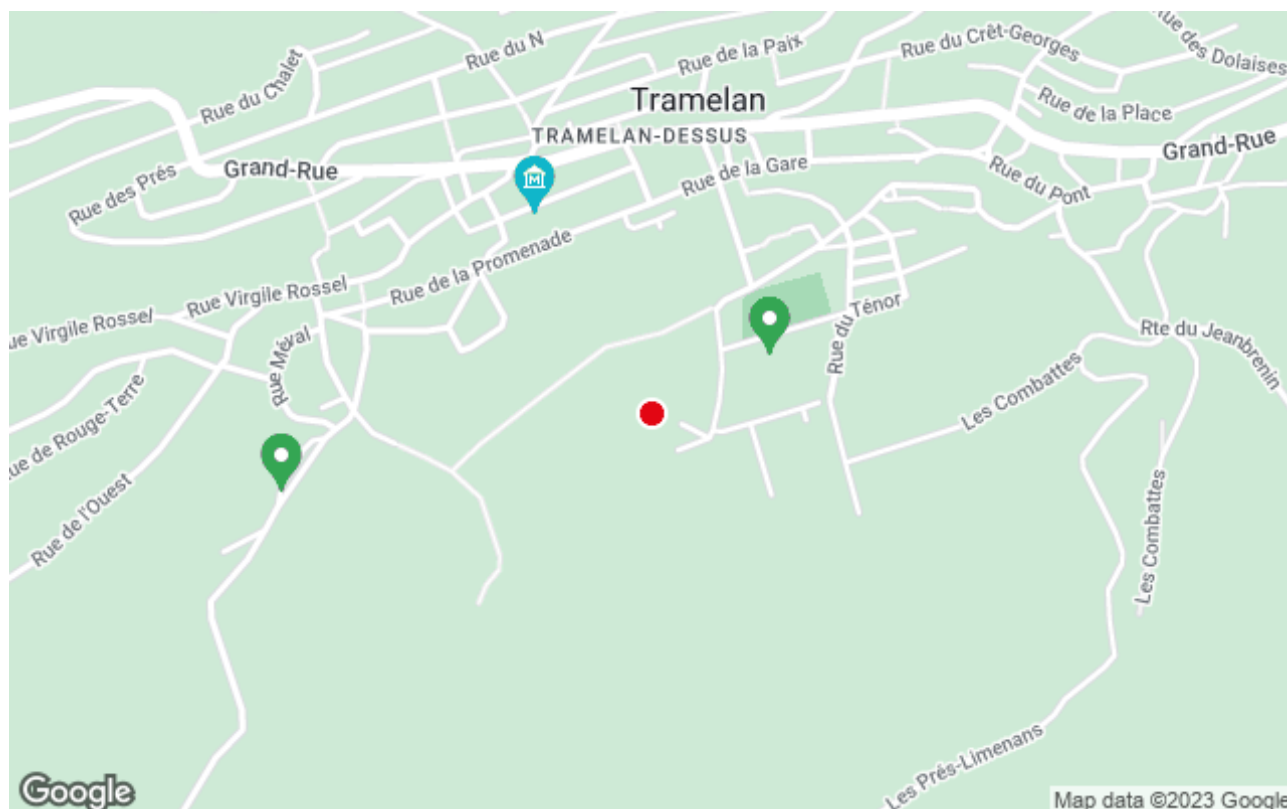 Rue du N
Rue de la Paix
Rue du Crêt-Georges
Rue des Dolaises
Rue du Chalet
Tramelan
Rue de la Place
TRAMELAN-DESSUS
Grand-Rue
Grand-Rue
Rue de la Gare
Rue du Pont
Rue des Prés
M
Rue de la Promenade
Rue Virgile Rossel
ue Virgile Rossel
Rue du Ténor
Rte du Jeanbrenin
Rue Méval
Les Combattes
ue de Rouge-Terre
Rue de l'Ouest
Les Combattes
Les Prés-Limenans
Google
Map data ©2023 Google